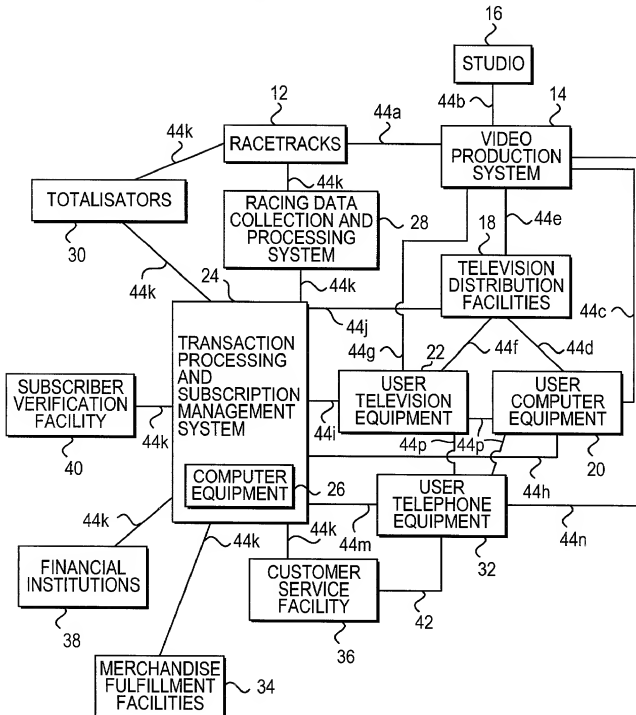 16
STUDIO
12
44a
44b
14
44k
RACETRACKS
VIDEO
PRODUCTION
SYSTEM
TOTALISATORS
44k
30
RACING DATA
COLLECTION AND
PROCESSING
SYSTEM
28
18
44e
44k
24
44k
TELEVISION
DISTRIBUTION
FACILITIES
44j
44c
TRANSACTION
PROCESSING
AND
SUBSCRIPTION
MANAGEMENT
SYSTEM
44g
22
44f
44d
SUBSCRIBER
VERIFICATION
FACILITY
44k
40
USER
TELEVISION
EQUIPMENT
USER
COMPUTER
EQUIPMENT
44i
44p
44p
20
44h
COMPUTER
EQUIPMENT
26
44k
44m
USER
TELEPHONE
EQUIPMENT
44n
32
44k
44k
FINANCIAL
INSTITUTIONS
38
CUSTOMER
SERVICE
FACILITY
42
36
MERCHANDISE
FULFILLMENT
FACILITIES
34